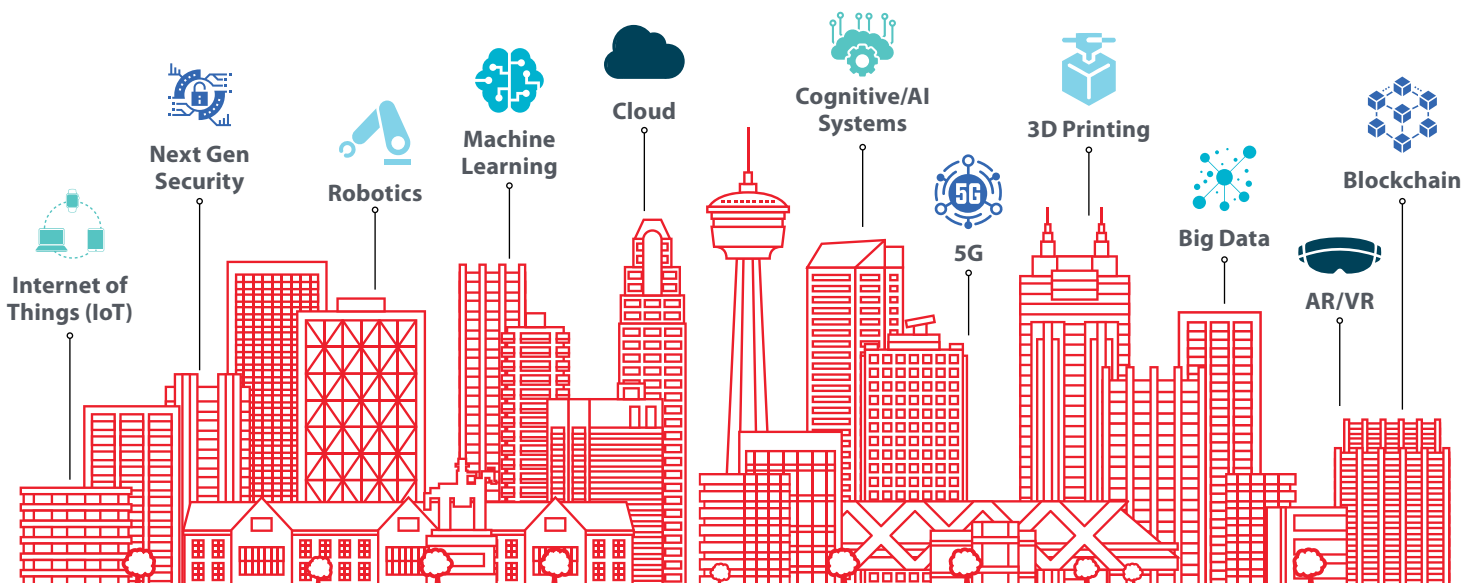 Internet of
Things (IoT)
Next Gen
Security
Robotics
Machine
Learning
Cloud
Cognitive/AI
Systems
5G
5G
3D Printing
Big Data
AR/VR
Blockchain